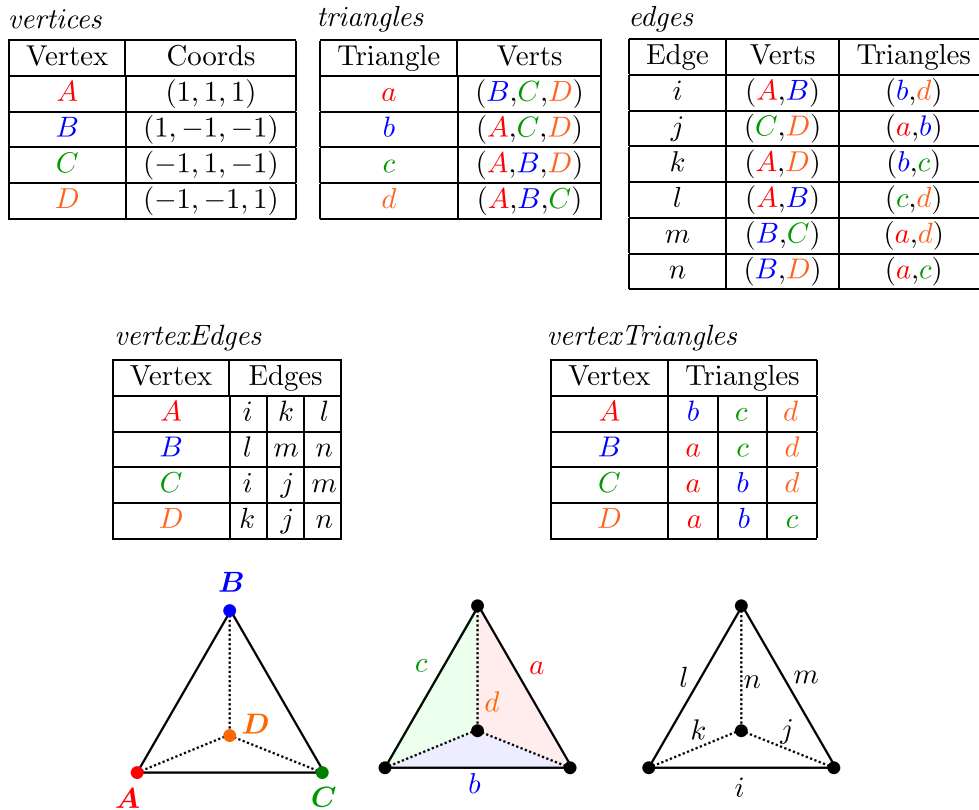 vertices
Vertex Coords
A (1, 1, 1)
B (1, −1, −1)
C (−1, 1, −1)
D (−1, −1, 1)
triangles
Triangle Verts
a (B,C,D)
b (A,C,D)
c (A,B,D)
d (A,B,C)
edges
Edge Verts Triangles
i (A,B) (b,d)
j (C,D) (a,b)
k (A,D) (b,c)
l (A,B) (c,d)
m (B,C) (a,d)
n (B,D) (a,c)
vertexEdges
Vertex Edges
A i k l
B l m n
C i j m
D k j n
vertexTriangles
Vertex Triangles
A b c d
B a c d
C a b d
D a b c
B
D
A C
c a
d
b
l n m
k j
i